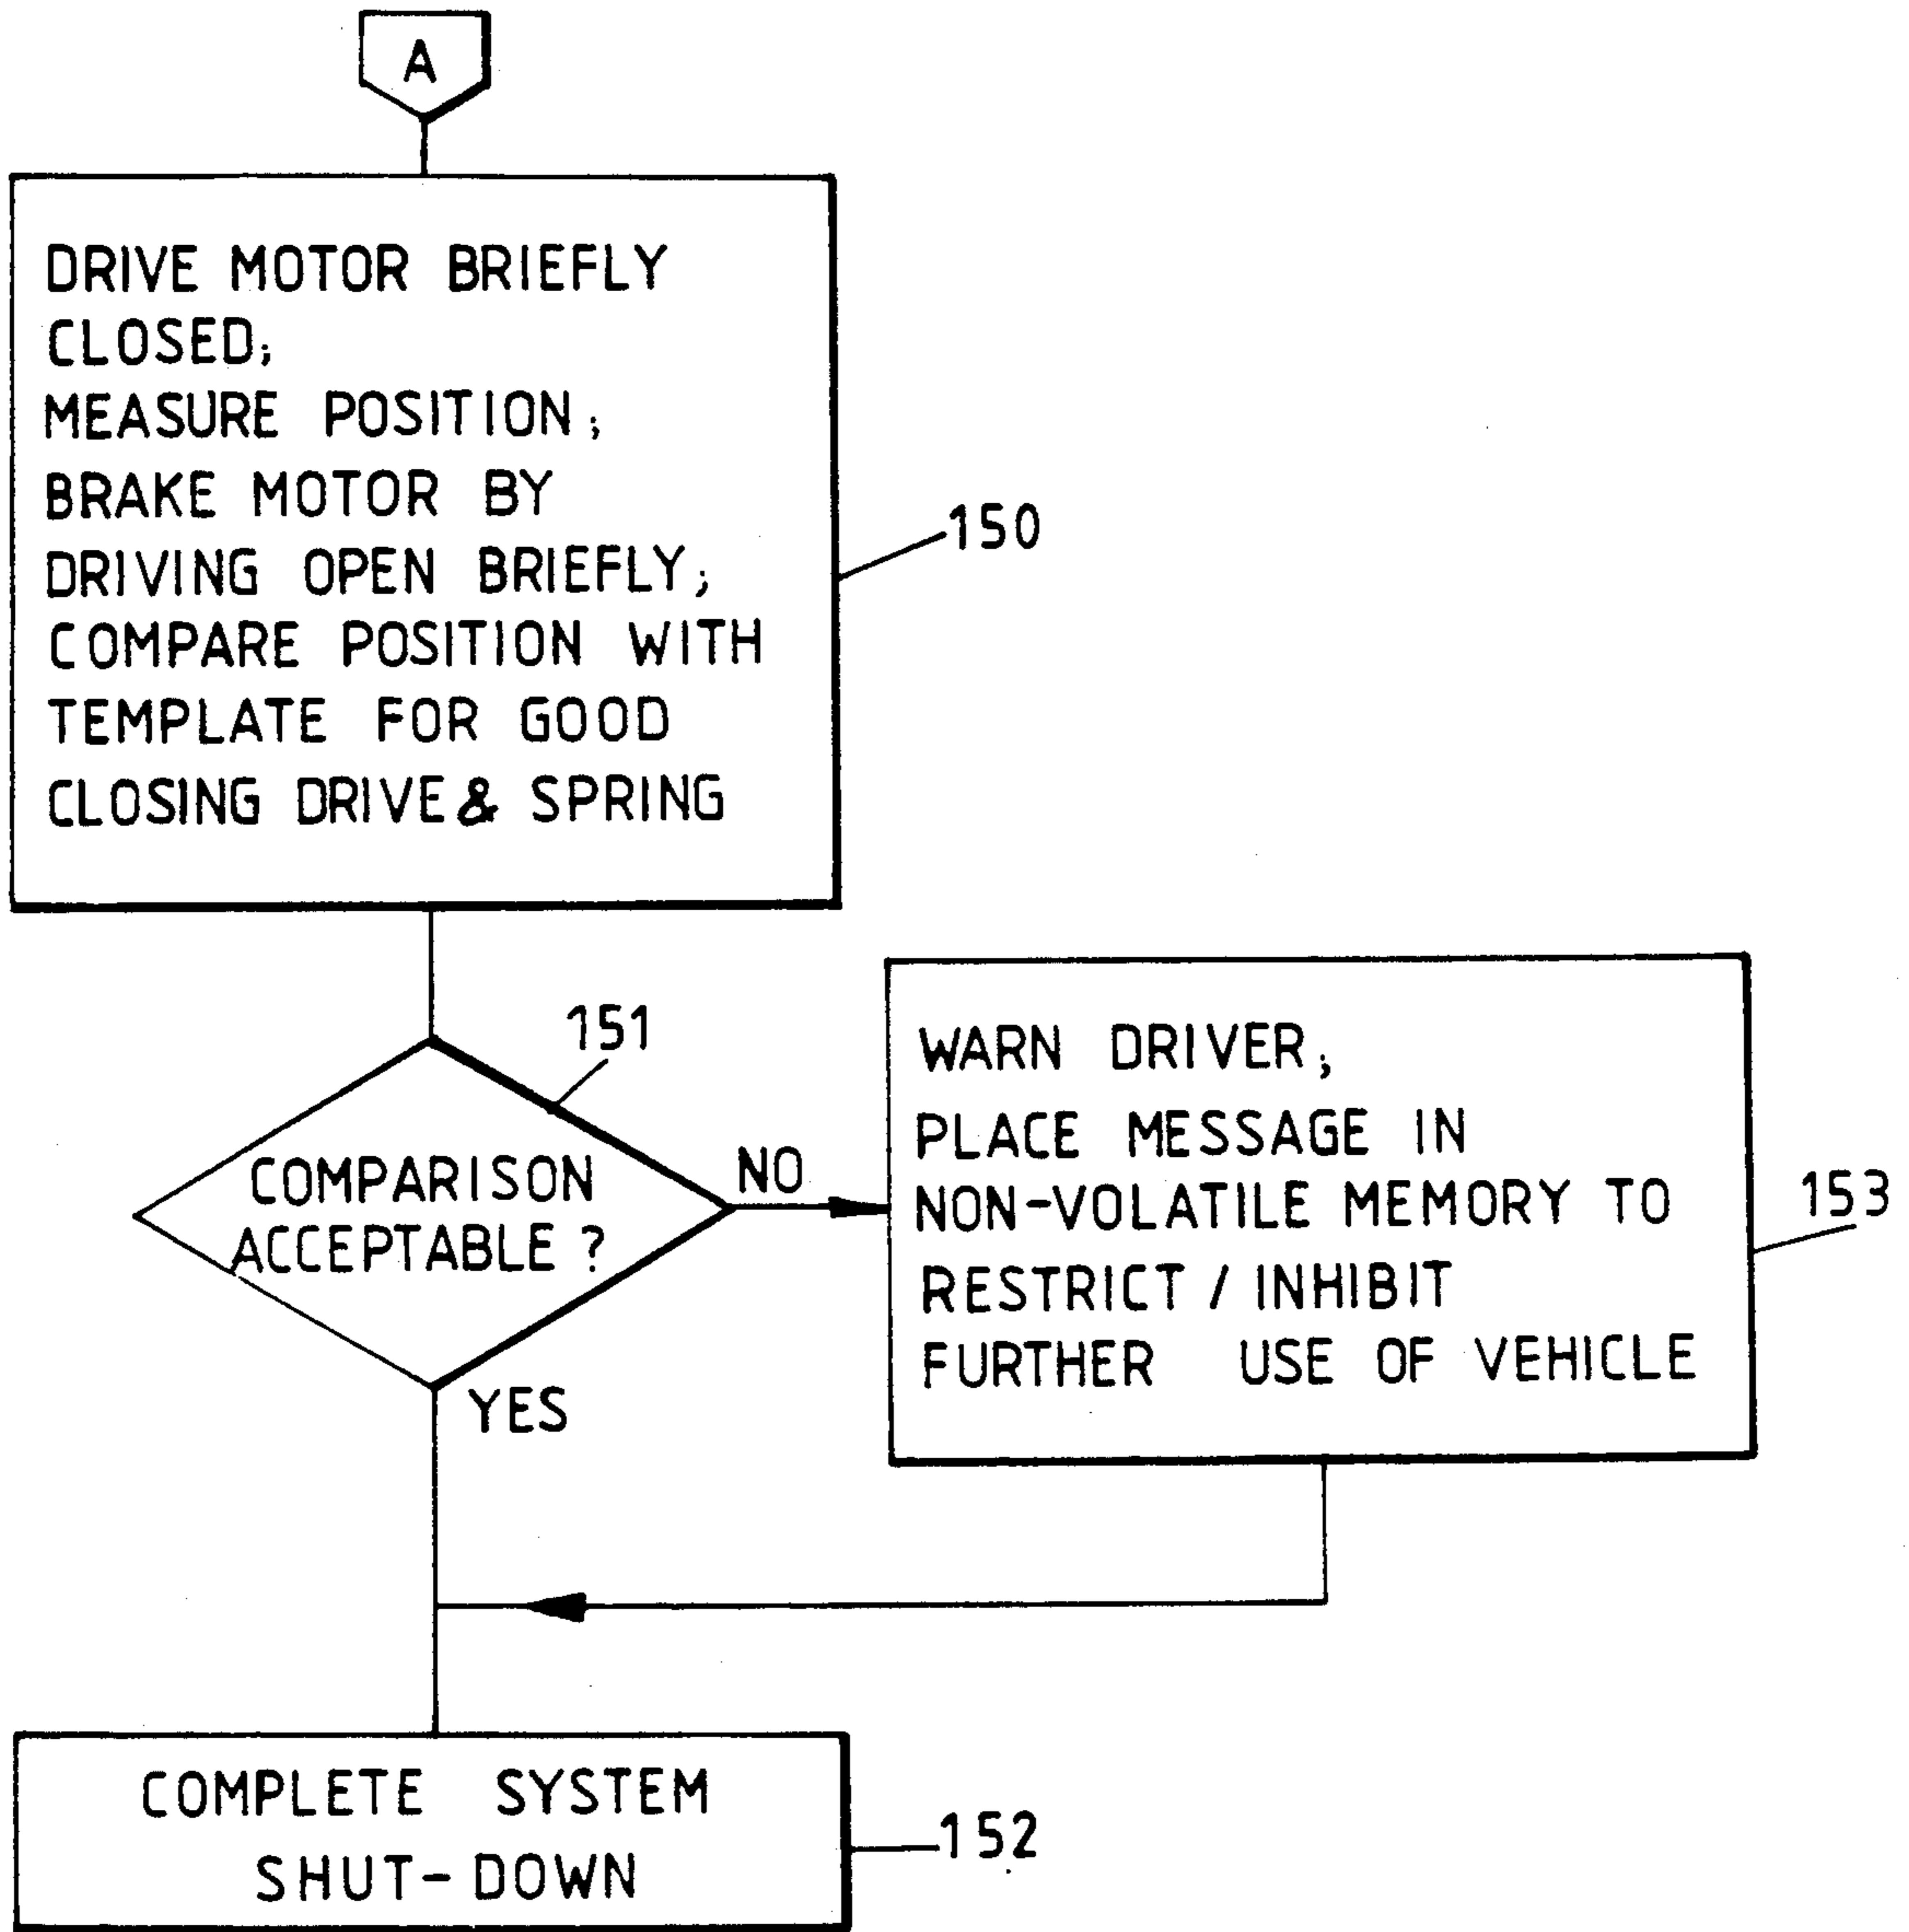 A
DRIVE MOTOR BRIEFLY
CLOSED;
MEASURE POSITION;
BRAKE MOTOR BY
DRIVING OPEN BRIEFLY;
COMPARE POSITION WITH
TEMPLATE FOR GOOD
CLOSING DRIVE & SPRING
150
151
COMPARISON
ACCEPTABLE ?
NO
YES
WARN DRIVER;
PLACE MESSAGE IN
NON-VOLATILE MEMORY TO
RESTRICT / INHIBIT
FURTHER USE OF VEHICLE
153
COMPLETE SYSTEM
SHUT-DOWN
152